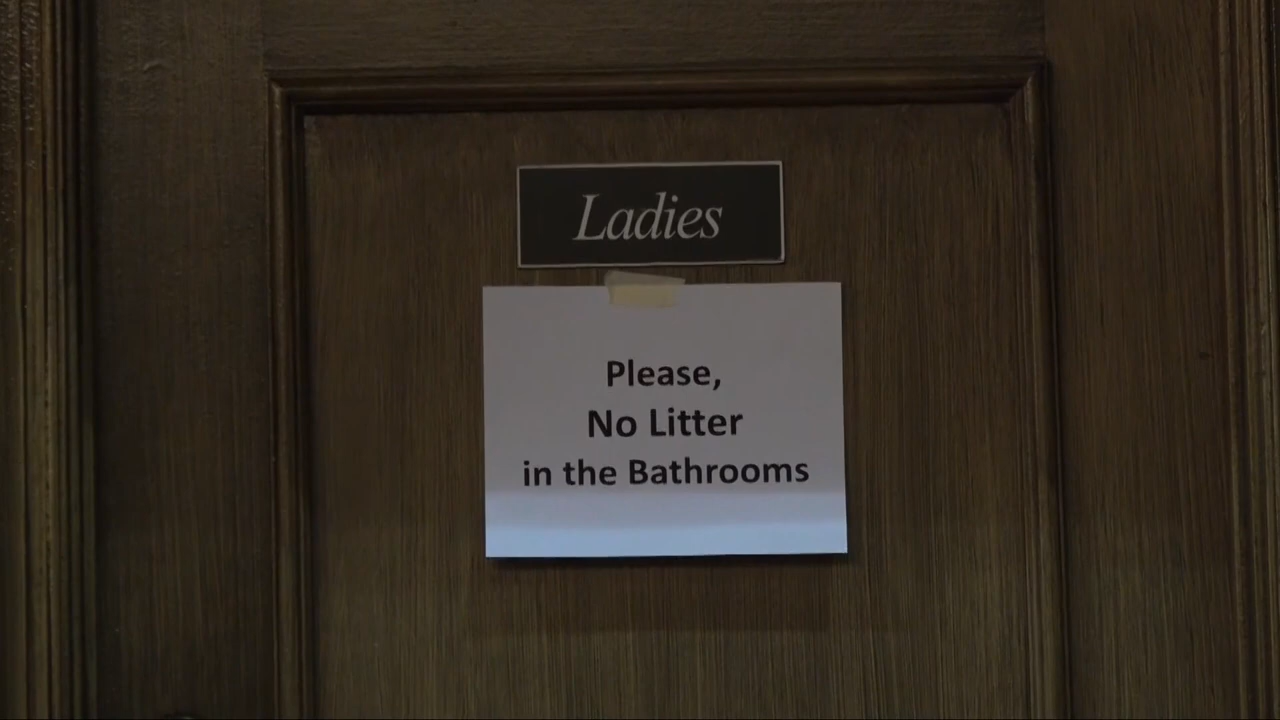 Ladies
Please,
No Litter
in the Bathrooms